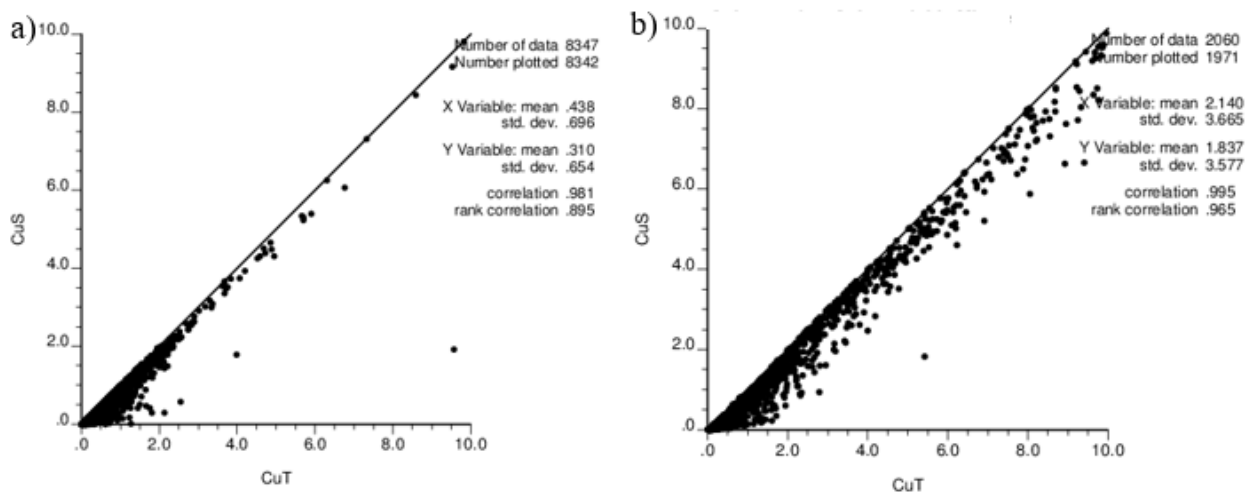 a)
10.0
8.0
6.0
4.0
2.0
.0
CuS
.0 2.0 4.0 6.0 8.0 10.0
CuT
Number of data 8347
Number plotted 8342
X Variable: mean .438
std. dev. .696
Y Variable: mean .310
std. dev. .654
correlation .981
rank correlation .895
b)
10.0
8.0
6.0
4.0
2.0
.0
CuS
.0 2.0 4.0 6.0 8.0 10.0
CuT
Number of data 2060
Number plotted 1971
X Variable: mean 2.140
std. dev. 3.665
Y Variable: mean 1.837
std. dev. 3.577
correlation .995
rank correlation .965